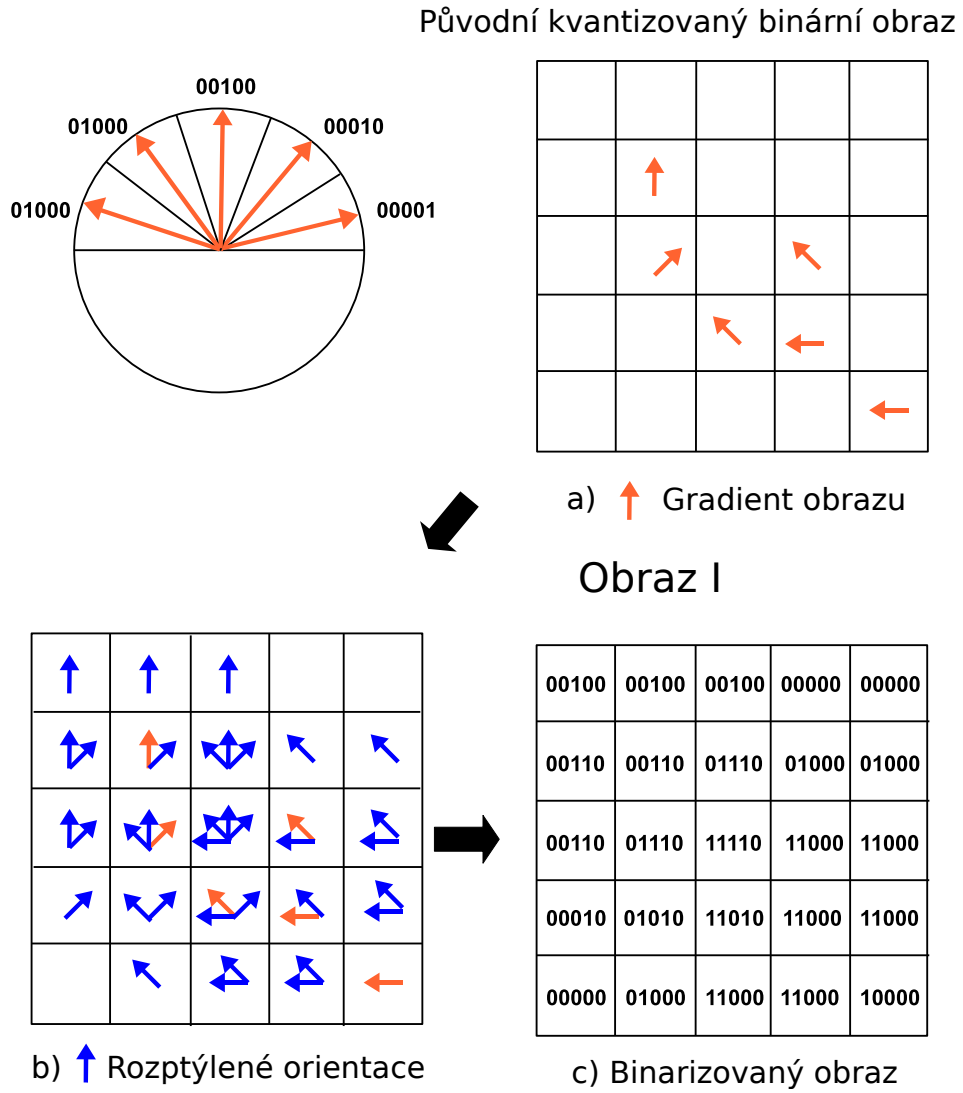 Původní kvantizovaný binární obraz
00100
01000
00010
01000
00001
a) Gradient obrazu
Obraz I
00100 00100 00100 00000 00000
00110 00110 01110 01000 01000
00110 01110 11110 11000 11000
00010 01010 11010 11000 11000
00000 01000 11000 11000 10000
b) Rozptýlené orientace
c) Binarizovaný obraz